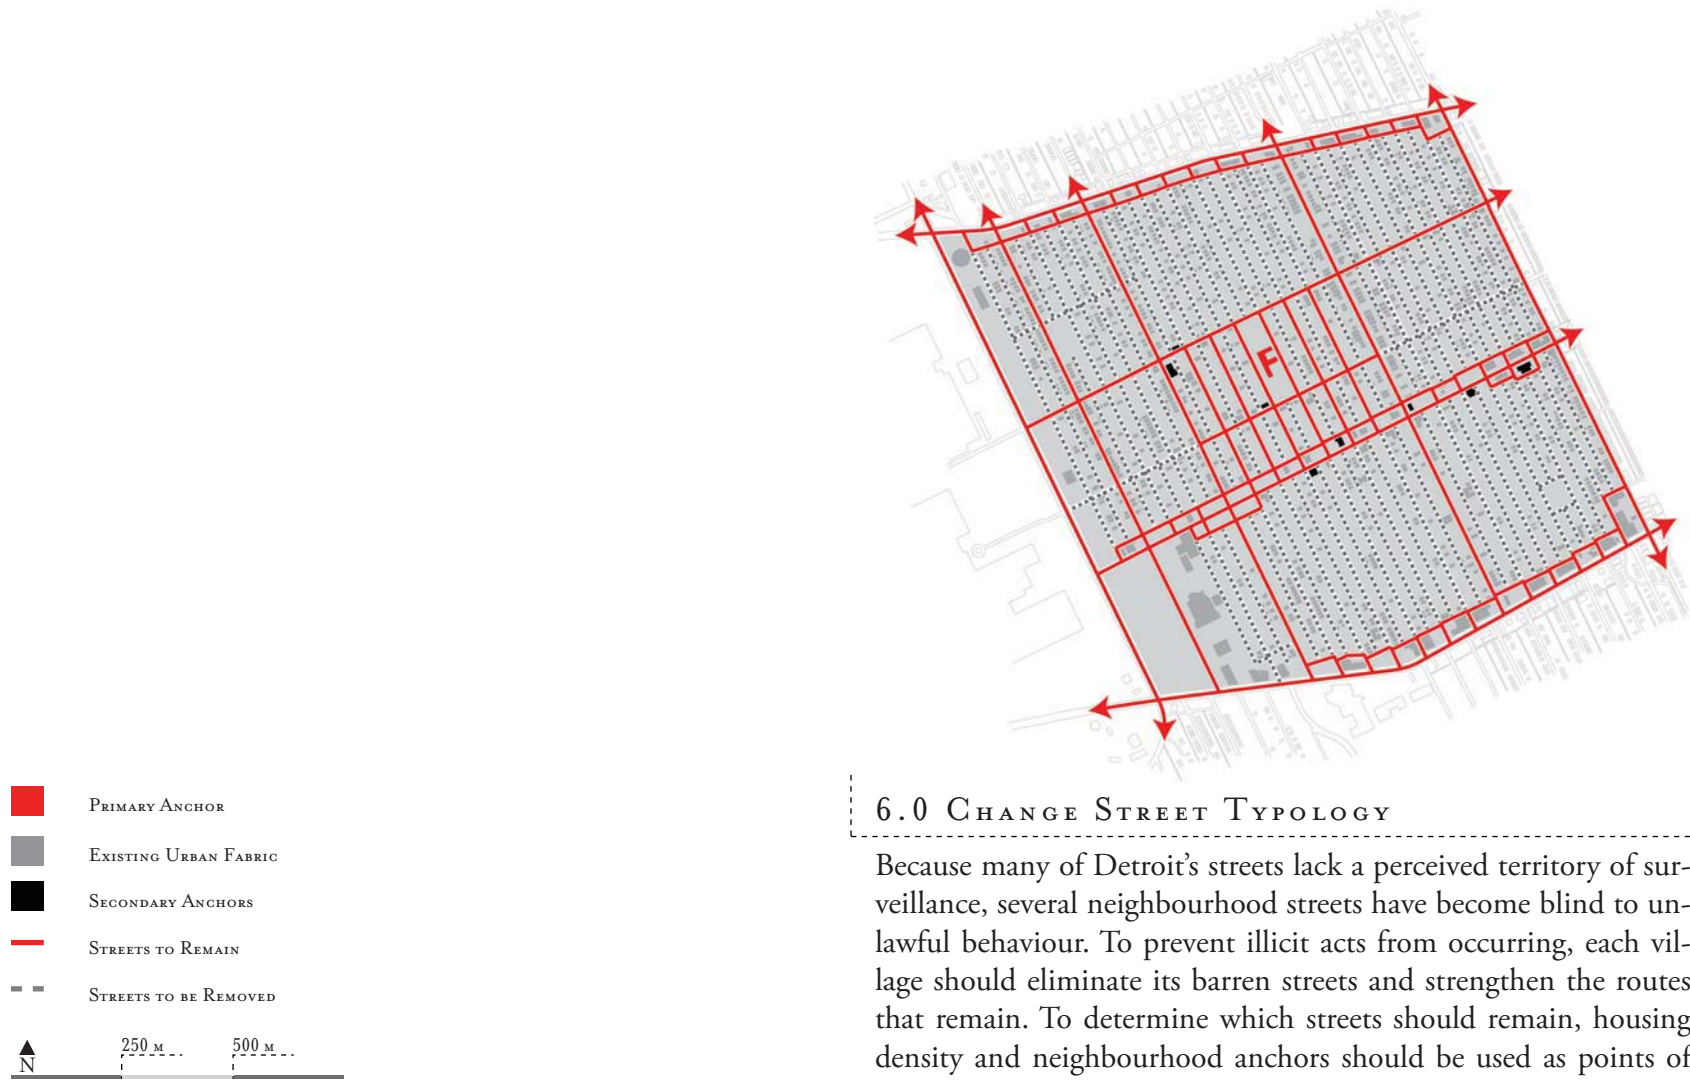 F
Primary Anchor
Existing Urban Fabric
Secondary Anchors
Streets to Remain
Streets to be Removed
250 m
500 m
N
6.0 Change Street Typology
Because many of Detroit’s streets lack a perceived territory of sur-
veillance, several neighbourhood streets have become blind to un-
lawful behaviour. To prevent illicit acts from occurring, each vil-
lage should eliminate its barren streets and strengthen the routes
that remain. To determine which streets should remain, housing
density and neighbourhood anchors should be used as points of